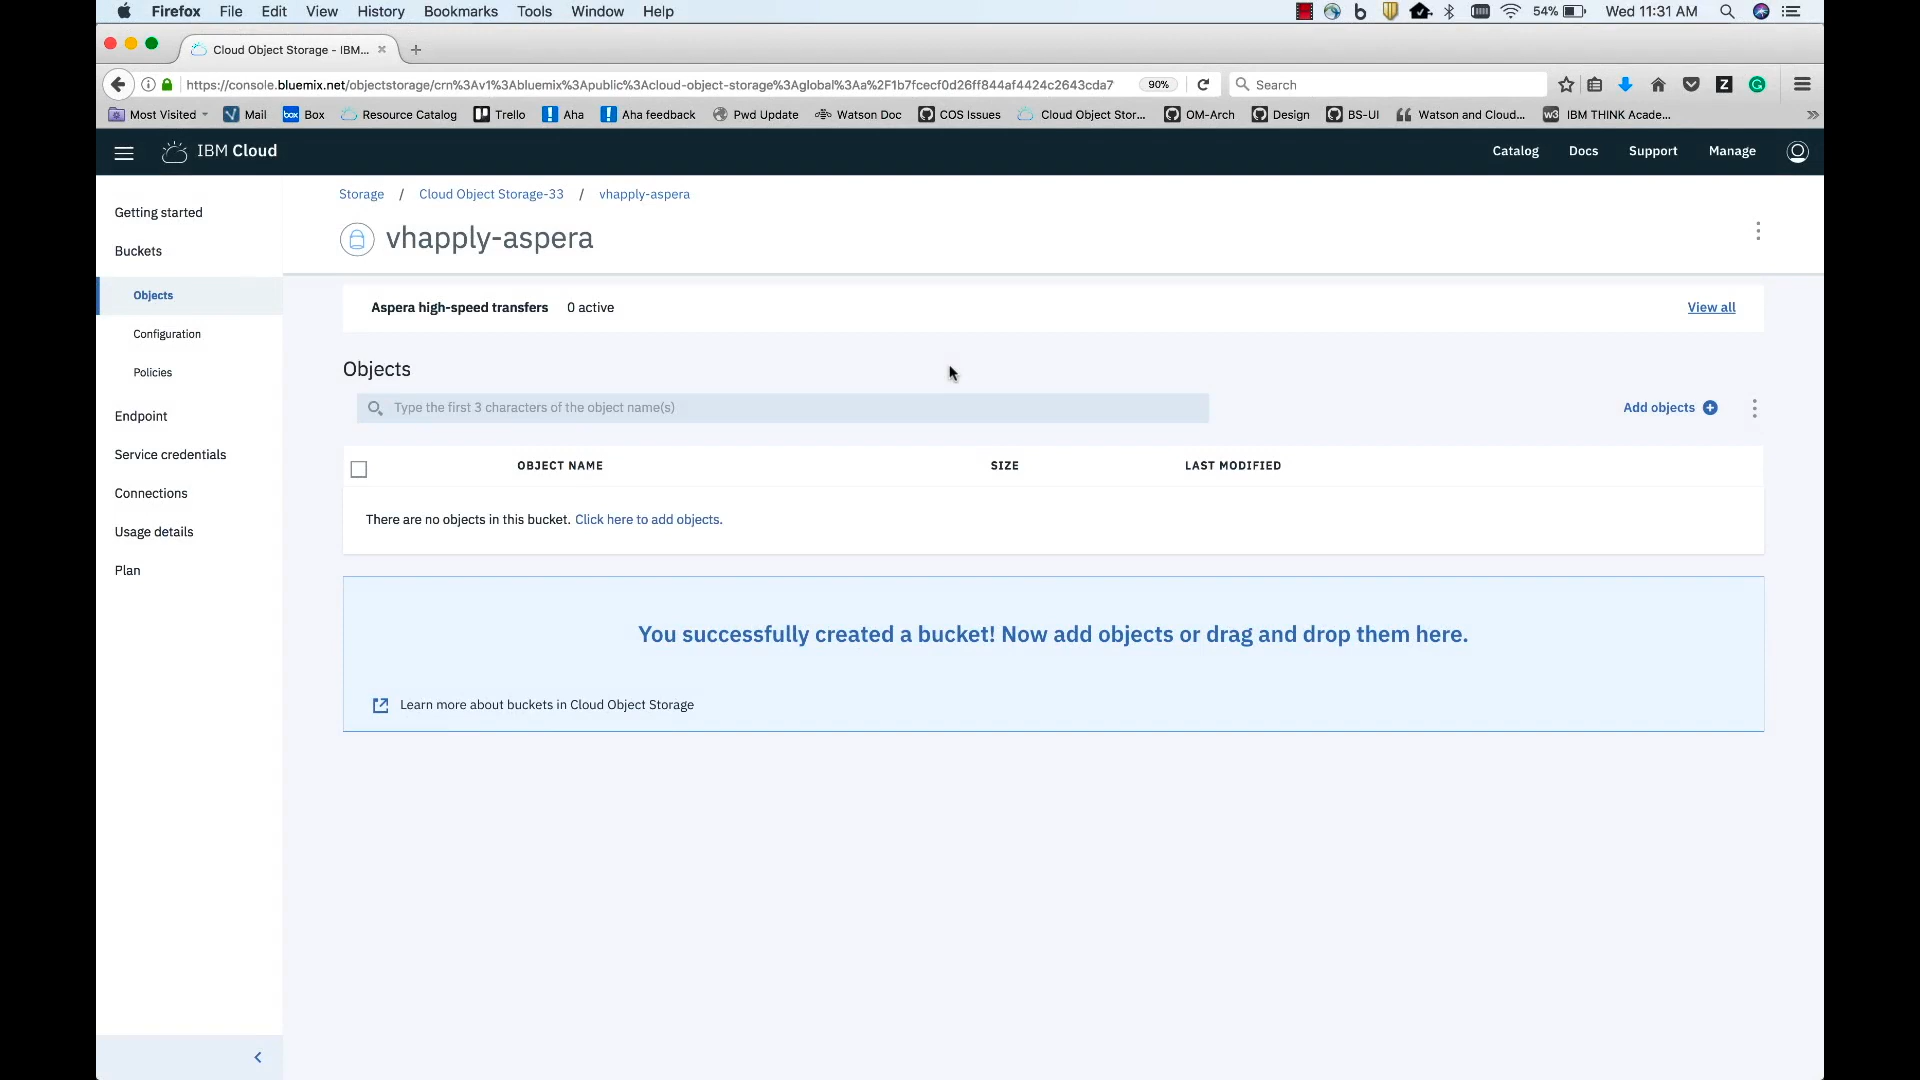 Firefox File Edit View History Bookmarks Tools Window Help 54% Wed 11:31 AM
Cloud Object Storage - IBM...
https://console.bluemix.net/objectstorage/crn%3Av1%3Abluemix%3Apublic%3Acloud-object-storage%3Aglobal%3Aa%2F1b7fcecf0d26ff844af4424c2643cda7 90% Search
Most Visited Mail Box Resource Catalog Trello Aha Aha feedback Pwd Update Watson Doc COS Issues Cloud Object Stor... OM-Arch Design BS-UI Watson and Cloud... IBM THINK Acade...
IBM Cloud Catalog Docs Support Manage
Getting started
Buckets
Objects
Configuration
Policies
Endpoint
Service credentials
Connections
Usage details
Plan
Storage / Cloud Object Storage-33 / vhapply-aspera
vhapply-aspera
Aspera high-speed transfers 0 active View all
Objects
Type the first 3 characters of the object name(s) Add objects
OBJECT NAME SIZE LAST MODIFIED
There are no objects in this bucket. Click here to add objects.
You successfully created a bucket! Now add objects or drag and drop them here.
Learn more about buckets in Cloud Object Storage